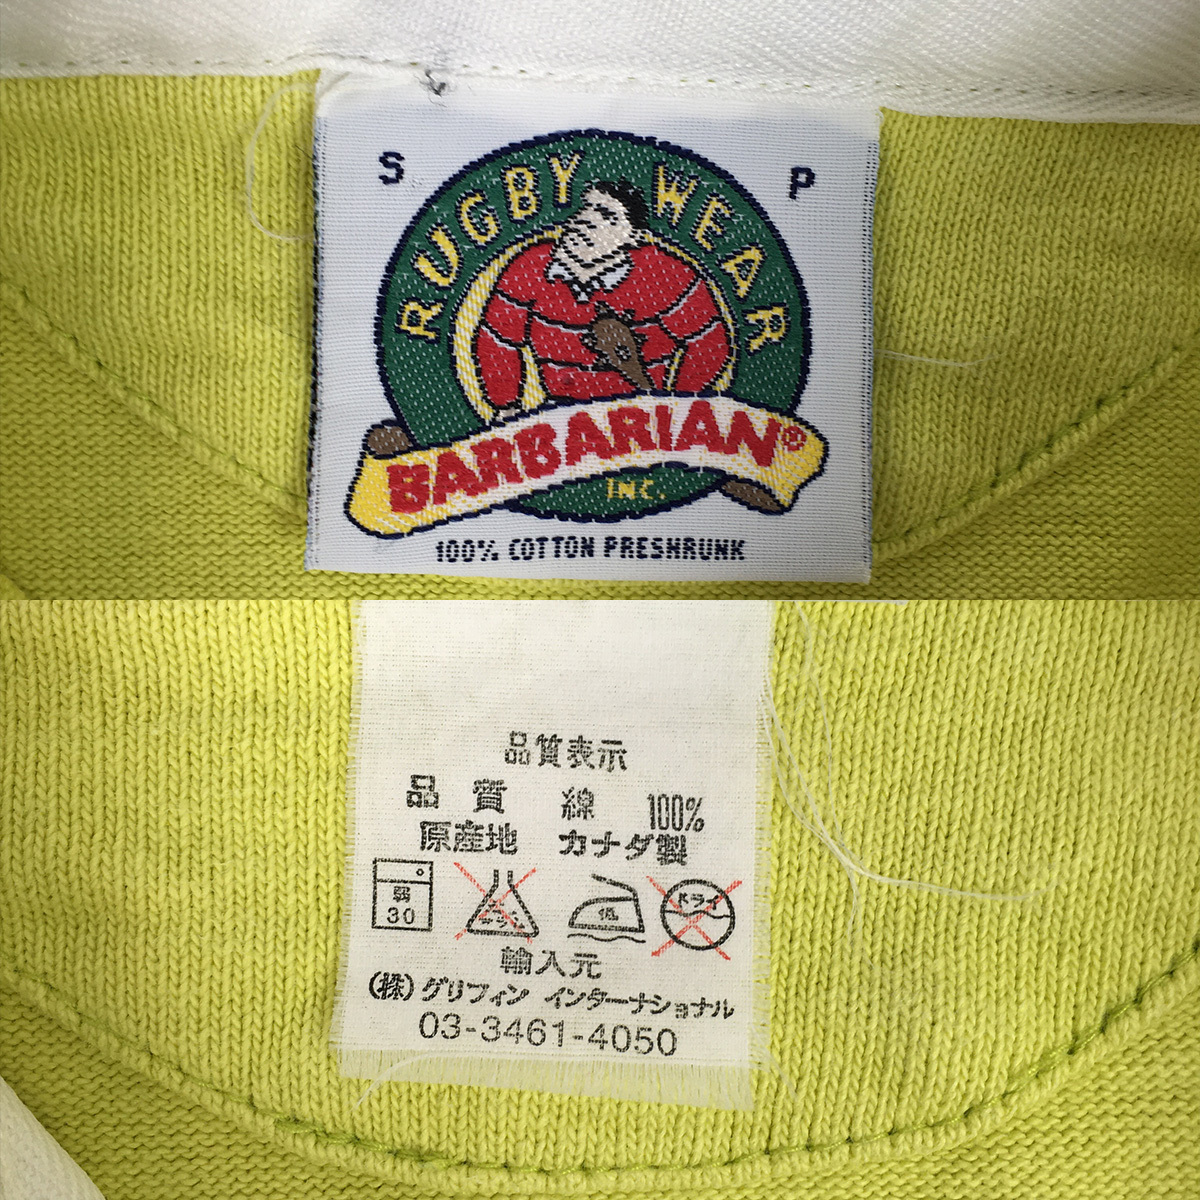 S P
RUGBY WEAR
BARBARIAN®
INC.
100% COTTON PRESHRUNK
品質表示
品質 綿 100%
原産地 カナダ製
弱 30 低 ドライ
輸入元
(株)グリフィン インターナショナル
03-3461-4050